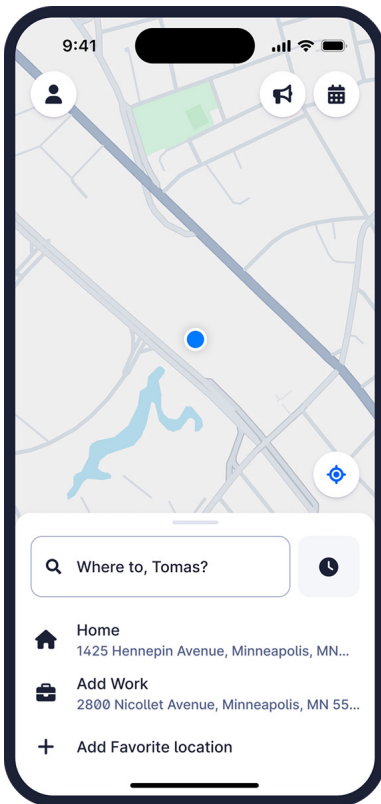 9:41
Where to, Tomas?
Home
1425 Hennepin Avenue, Minneapolis, MN...
Add Work
2800 Nicollet Avenue, Minneapolis, MN 55...
Add Favorite location